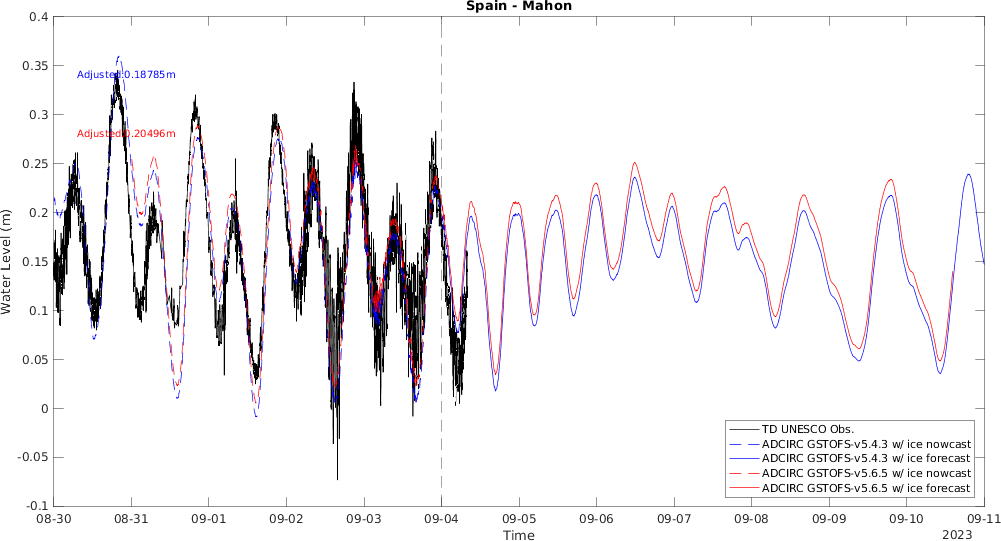 Spain - Mahon
0.4
0.35
0.3
0.25
0.2
0.15
0.1
0.05
0
-0.05
-0.1
Water Level (m)
Adjusted:0.18785m
Adjusted:0.20496m
TD UNESCO Obs.
ADCIRC GSTOFS-v5.4.3 w/ ice nowcast
ADCIRC GSTOFS-v5.4.3 w/ ice forecast
ADCIRC GSTOFS-v5.6.5 w/ ice nowcast
ADCIRC GSTOFS-v5.6.5 w/ ice forecast
08-30 08-31 09-01 09-02 09-03 09-04 09-05 09-06 09-07 09-08 09-09 09-10 09-11
Time
2023